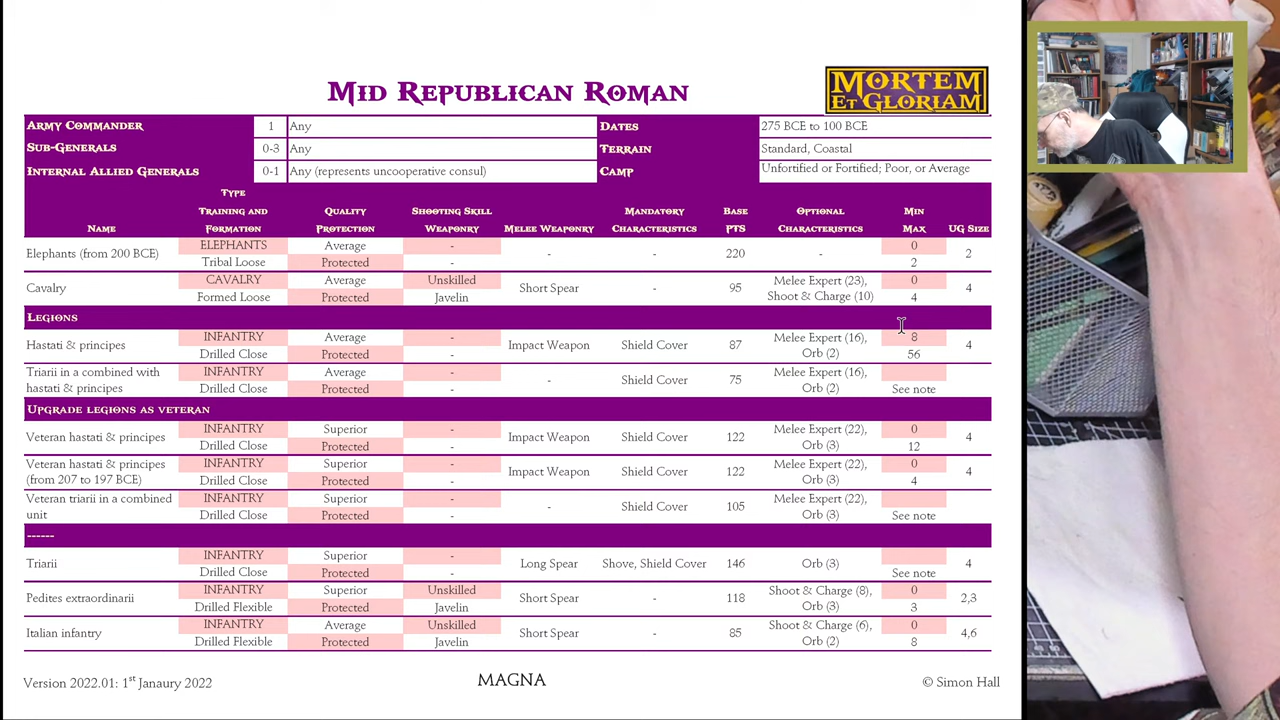 MID REPUBLICAN ROMAN
MORTEM
ET GLORIAM
ARMY COMMANDER 1 Any DATES 275 BCE to 100 BCE
SUB-GENERALS 0-3 Any TERRAIN Standard, Coastal
INTERNAL ALLIED GENERALS 0-1 Any (represents uncooperative consul) CAMP Unfortified or Fortified; Poor, or Average
TYPE
TRAINING AND QUALITY SHOOTING SKILL MANDATORY BASE OPTIONAL MIN
NAME FORMATION PROTECTION WEAPONRY MELEE WEAPONRY CHARACTERISTICS PTS CHARACTERISTICS MAX UG SIZE
ELEPHANTS Average - 0
Elephants (from 200 BCE) - - 220 - 2
Tribal Loose Protected - 2
CAVALRY Average Unskilled Melee Expert (23), 0
Cavalry Short Spear - 95 4
Formed Loose Protected Javelin Shoot & Charge (10) 4
LEGIONS
INFANTRY Average - Melee Expert (16), 8
Hastati & principes Impact Weapon Shield Cover 87 4
Drilled Close Protected - Orb (2) 56
Triarii in a combined with INFANTRY Average - Melee Expert (16),
- Shield Cover 75
hastati & principes Drilled Close Protected - Orb (2) See note
UPGRADE LEGIONS AS VETERAN
INFANTRY Superior - Melee Expert (22), 0
Veteran hastati & principes Impact Weapon Shield Cover 122 4
Drilled Close Protected - Orb (3) 12
Veteran hastati & principes INFANTRY Superior - Melee Expert (22), 0
Impact Weapon Shield Cover 122 4
(from 207 to 197 BCE) Drilled Close Protected - Orb (3) 4
Veteran triarii in a combined INFANTRY Superior - Melee Expert (22),
- Shield Cover 105
unit Drilled Close Protected - Orb (3) See note
------
INFANTRY Superior -
Triarii Long Spear Shove, Shield Cover 146 Orb (3) 4
Drilled Close Protected - See note
INFANTRY Superior Unskilled Shoot & Charge (8), 0
Pedites extraordinarii Short Spear - 118 2,3
Drilled Flexible Protected Javelin Orb (3) 3
INFANTRY Average Unskilled Shoot & Charge (6), 0
Italian infantry Short Spear - 85 4,6
Drilled Flexible Protected Javelin Orb (2) 8
Version 2022.01: 1st Janaury 2022 MAGNA © Simon Hall